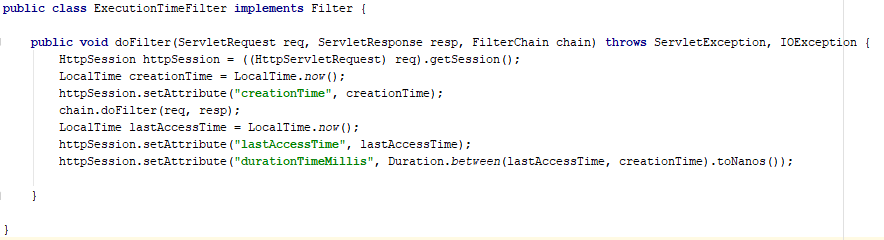 public class ExecutionTimeFilter implements Filter {
public void doFilter(ServletRequest req, ServletResponse resp, FilterChain chain) throws ServletException, IOException {
HttpSession httpSession = ((HttpServletRequest) req).getSession();
LocalTime creationTime = LocalTime.now();
httpSession.setAttribute("creationTime", creationTime);
chain.doFilter(req, resp);
LocalTime lastAccessTime = LocalTime.now();
httpSession.setAttribute("lastAccessTime", lastAccessTime);
httpSession.setAttribute("durationTimeMillis", Duration.between(lastAccessTime, creationTime).toNanos());
}
}